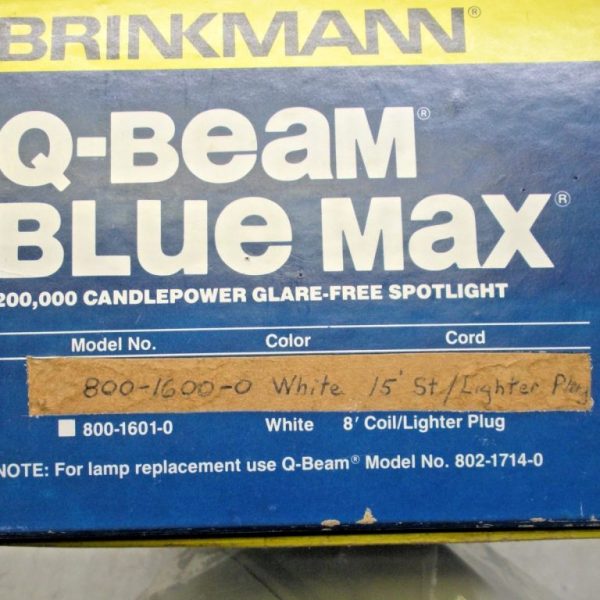 BRINKMANN®
Q-BEAM®
BLUE MAX®
200,000 CANDLEPOWER GLARE-FREE SPOTLIGHT
Model No. Color Cord
800-1600-0 White 15' St./Lighter Plug
800-1601-0 White 8' Coil/Lighter Plug
NOTE: For lamp replacement use Q-Beam® Model No. 802-1714-0